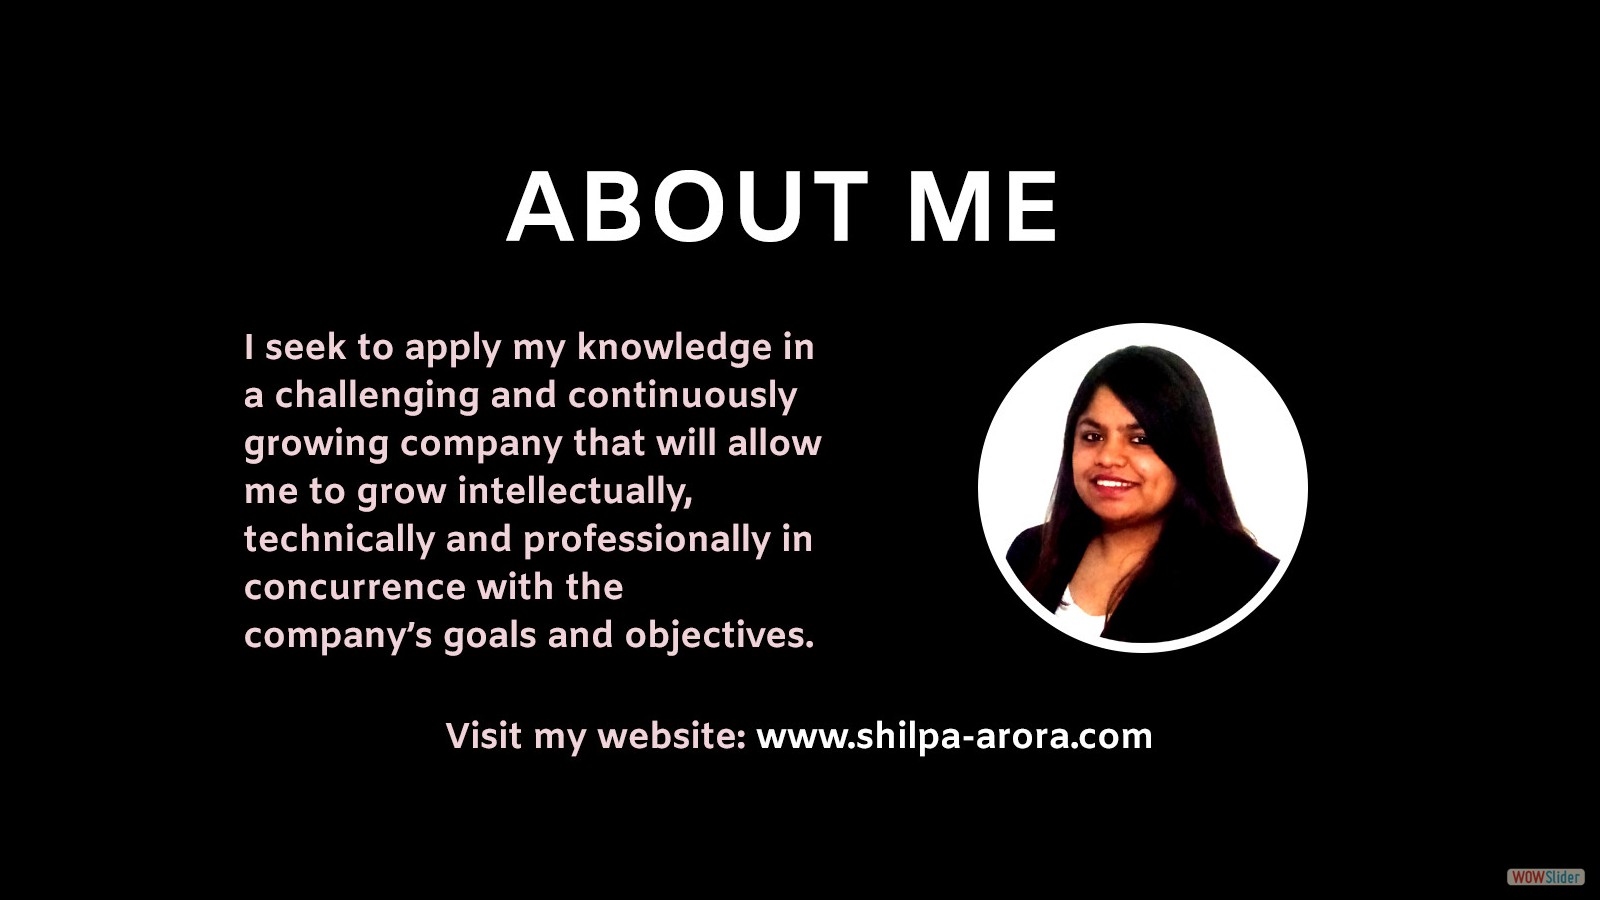 ABOUT ME
I seek to apply my knowledge in
a challenging and continuously
growing company that will allow
me to grow intellectually,
technically and professionally in
concurrence with the
company’s goals and objectives.
Visit my website: www.shilpa-arora.com
WOWSlider